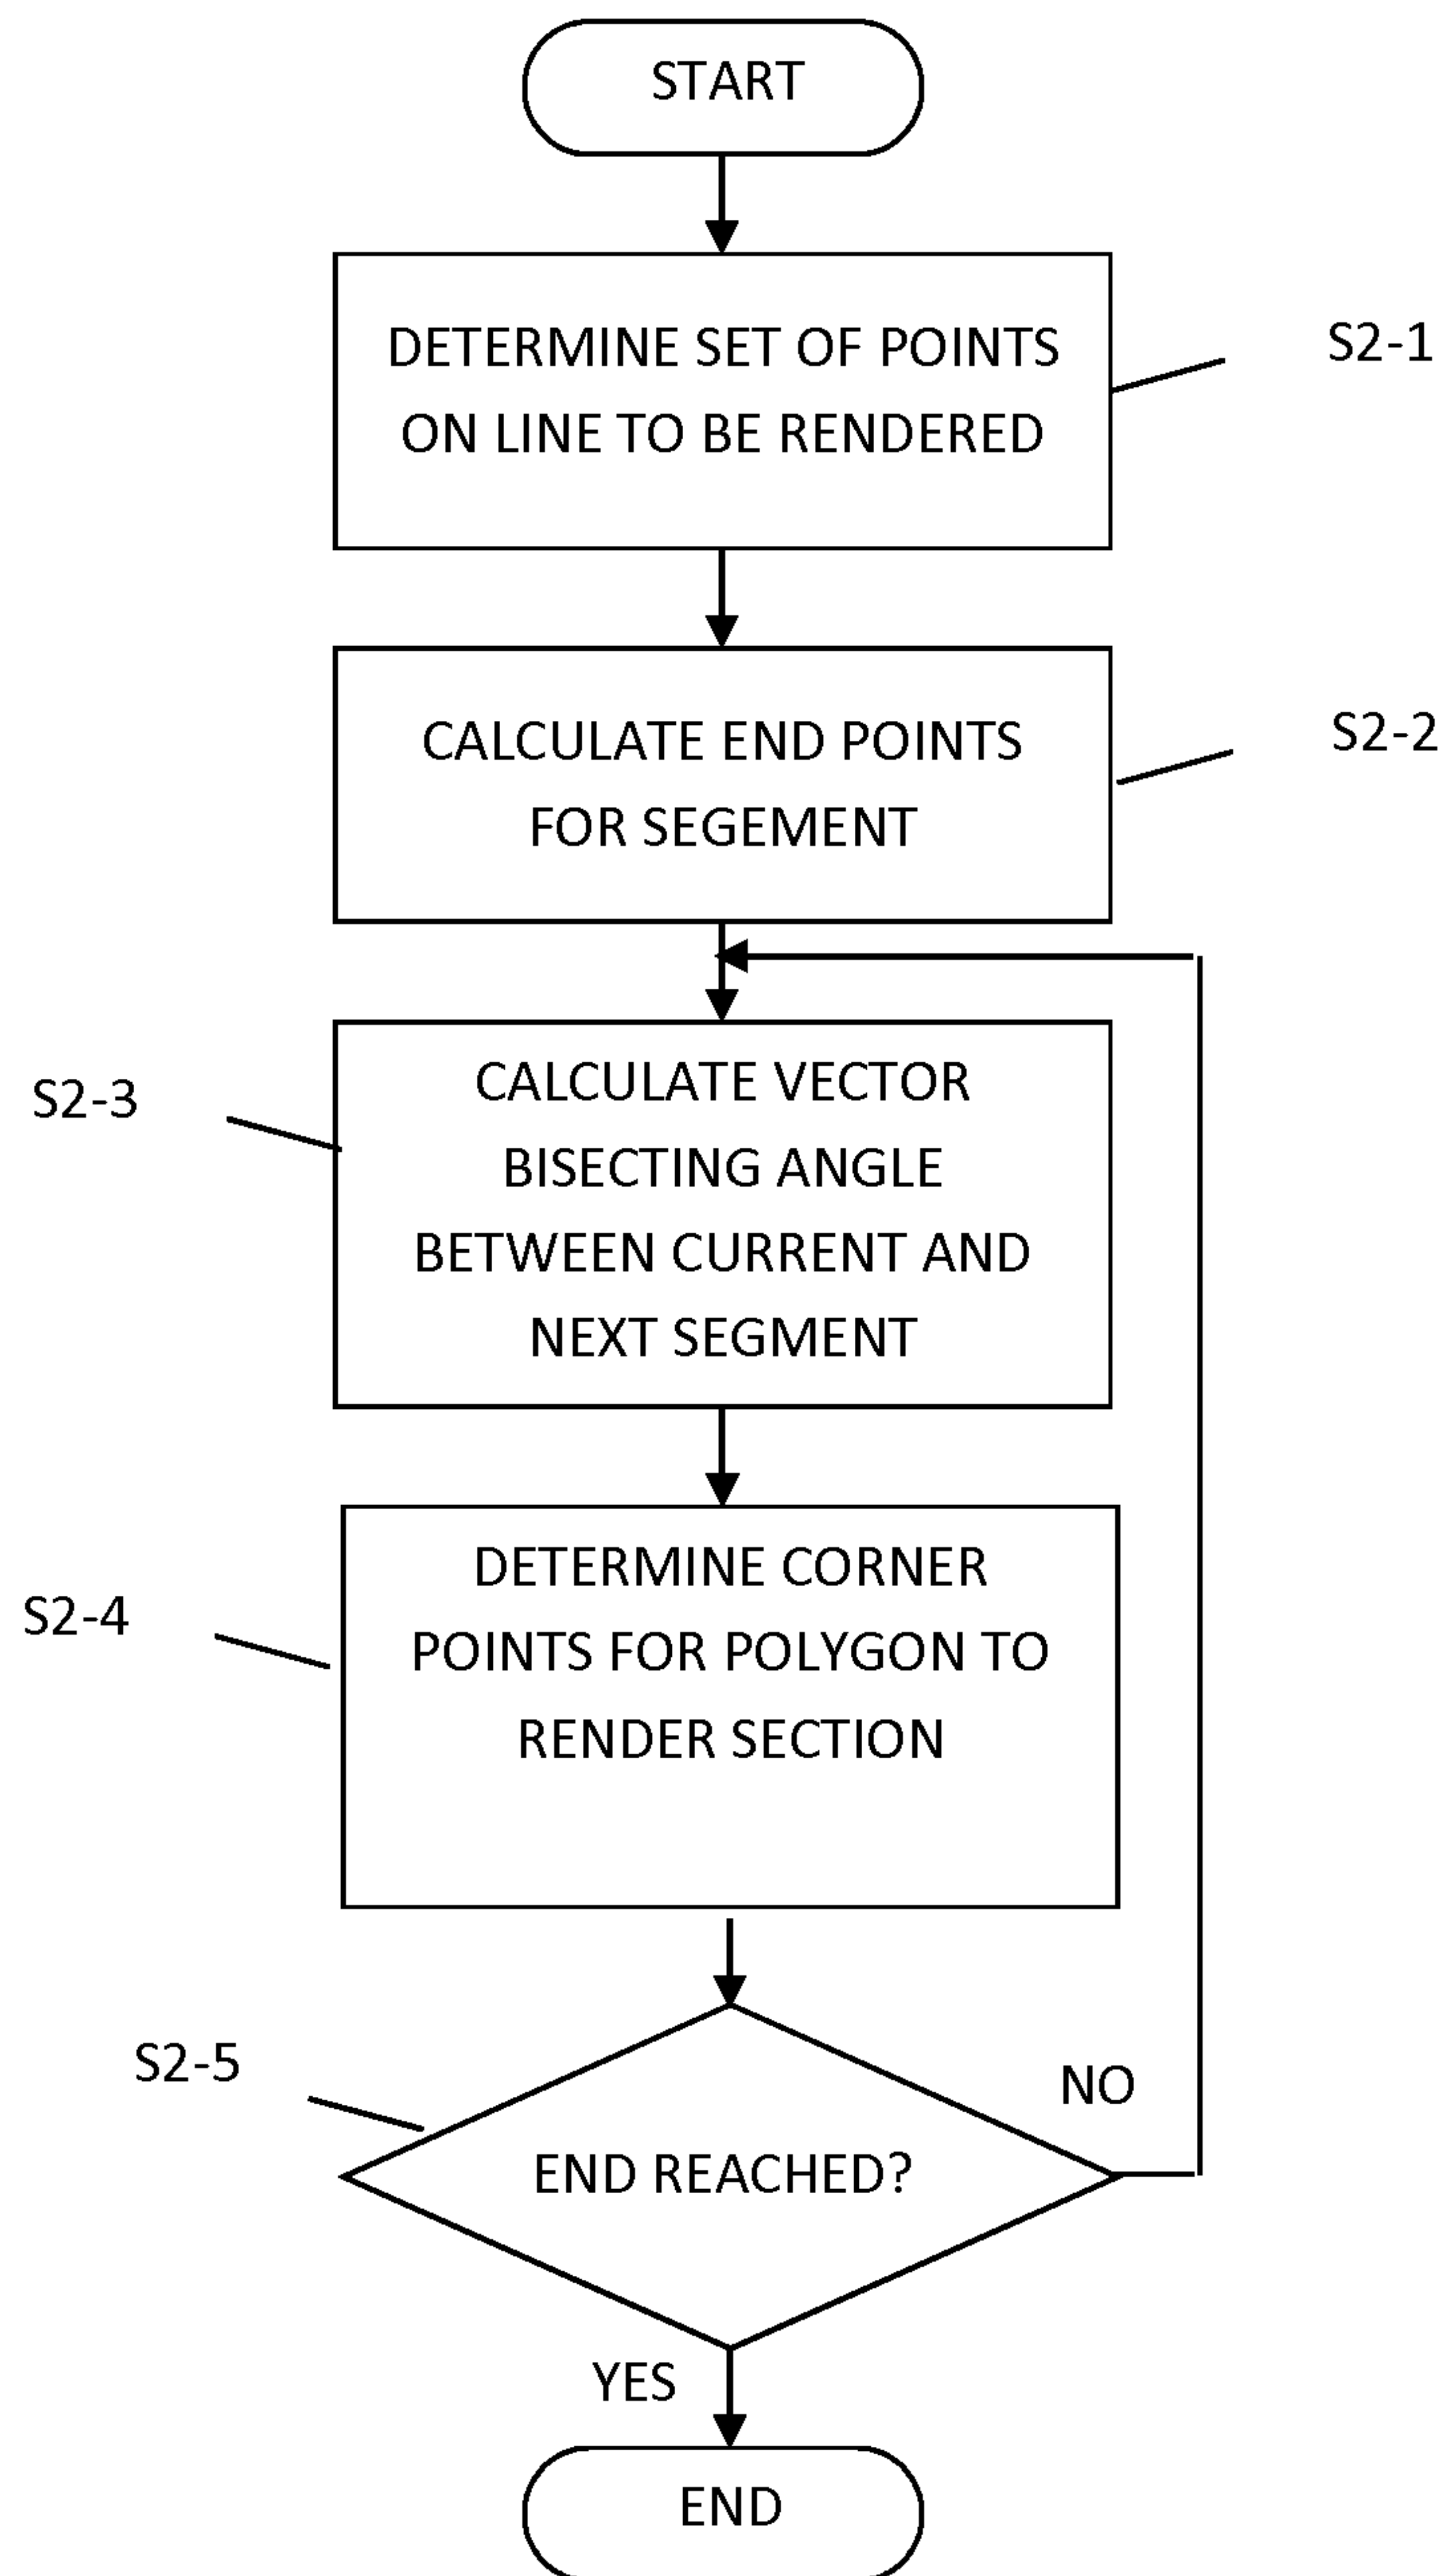 START
DETERMINE SET OF POINTS
ON LINE TO BE RENDERED
S2-1
CALCULATE END POINTS
FOR SEGEMENT
S2-2
S2-3
CALCULATE VECTOR
BISECTING ANGLE
BETWEEN CURRENT AND
NEXT SEGMENT
S2-4
DETERMINE CORNER
POINTS FOR POLYGON TO
RENDER SECTION
S2-5
NO
END REACHED?
YES
END